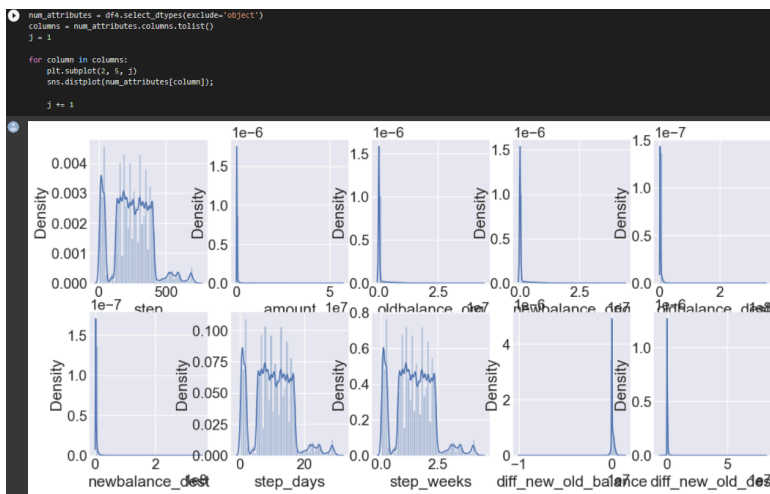 num_attributes = df4.select_dtypes(exclude='object')
columns = num_attributes.columns.tolist()
j = 1
for column in columns:
plt.subplot(2, 5, j)
sns.distplot(num_attributes[column]);
j += 1
1e−6 1e−6 1e−6 1e−7
0.004 0.003 0.002 0.001 0.000
Density
0 500
step
1.5 1.0 0.5 0.0
Density
0 5
amount 1e7
1.5 1.0 0.5 0.0
Density
0.0 2.5
1e7
1.5 1.0 0.5 0.0
Density
0.0 2.5
1e7
1.5 1.0 0.5 0.0
Density
0 2
1e−7 1e−6 1e−6
1.5 1.0 0.5 0.0
Density
0 2
newbalance_dest
0.100 0.075 0.050 0.025 0.000
Density
0 20
step_days
0.8 0.6 0.4 0.2 0.0
Density
0.0 2.5
step_weeks
4 2 0
Density
−1 0
diff_new_old_balance 1e7
1.0 0.5 0.0
Density
0 5
1e7